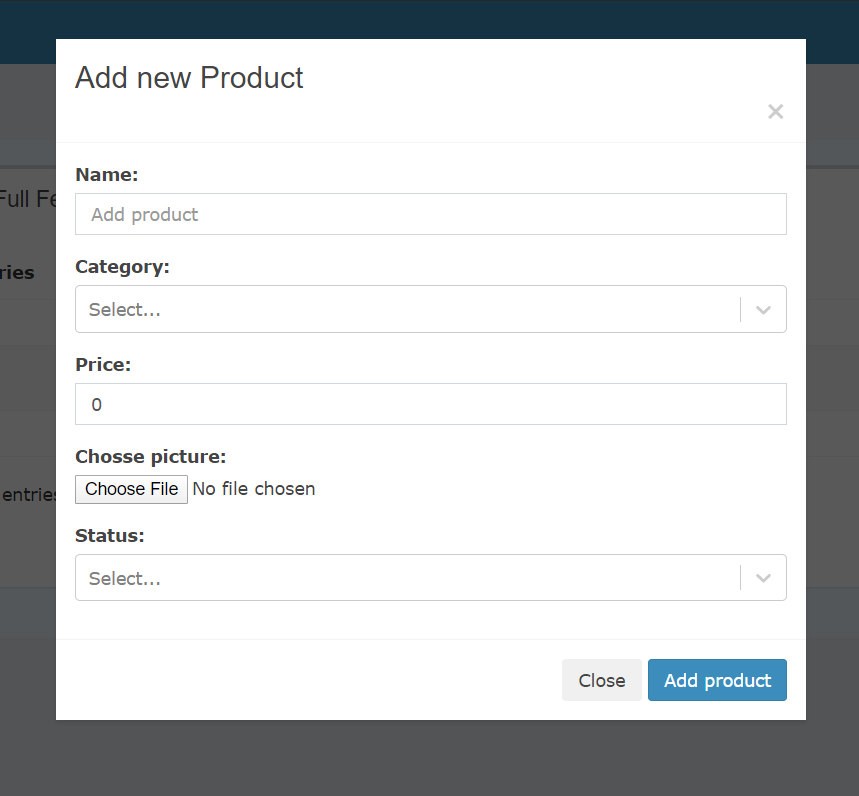 Add new Product
×
Name:
Add product
Full Fe
Category:
ries
Select...
Price:
0
Chosse picture:
Choose File No file chosen
entries
Status:
Select...
Close Add product